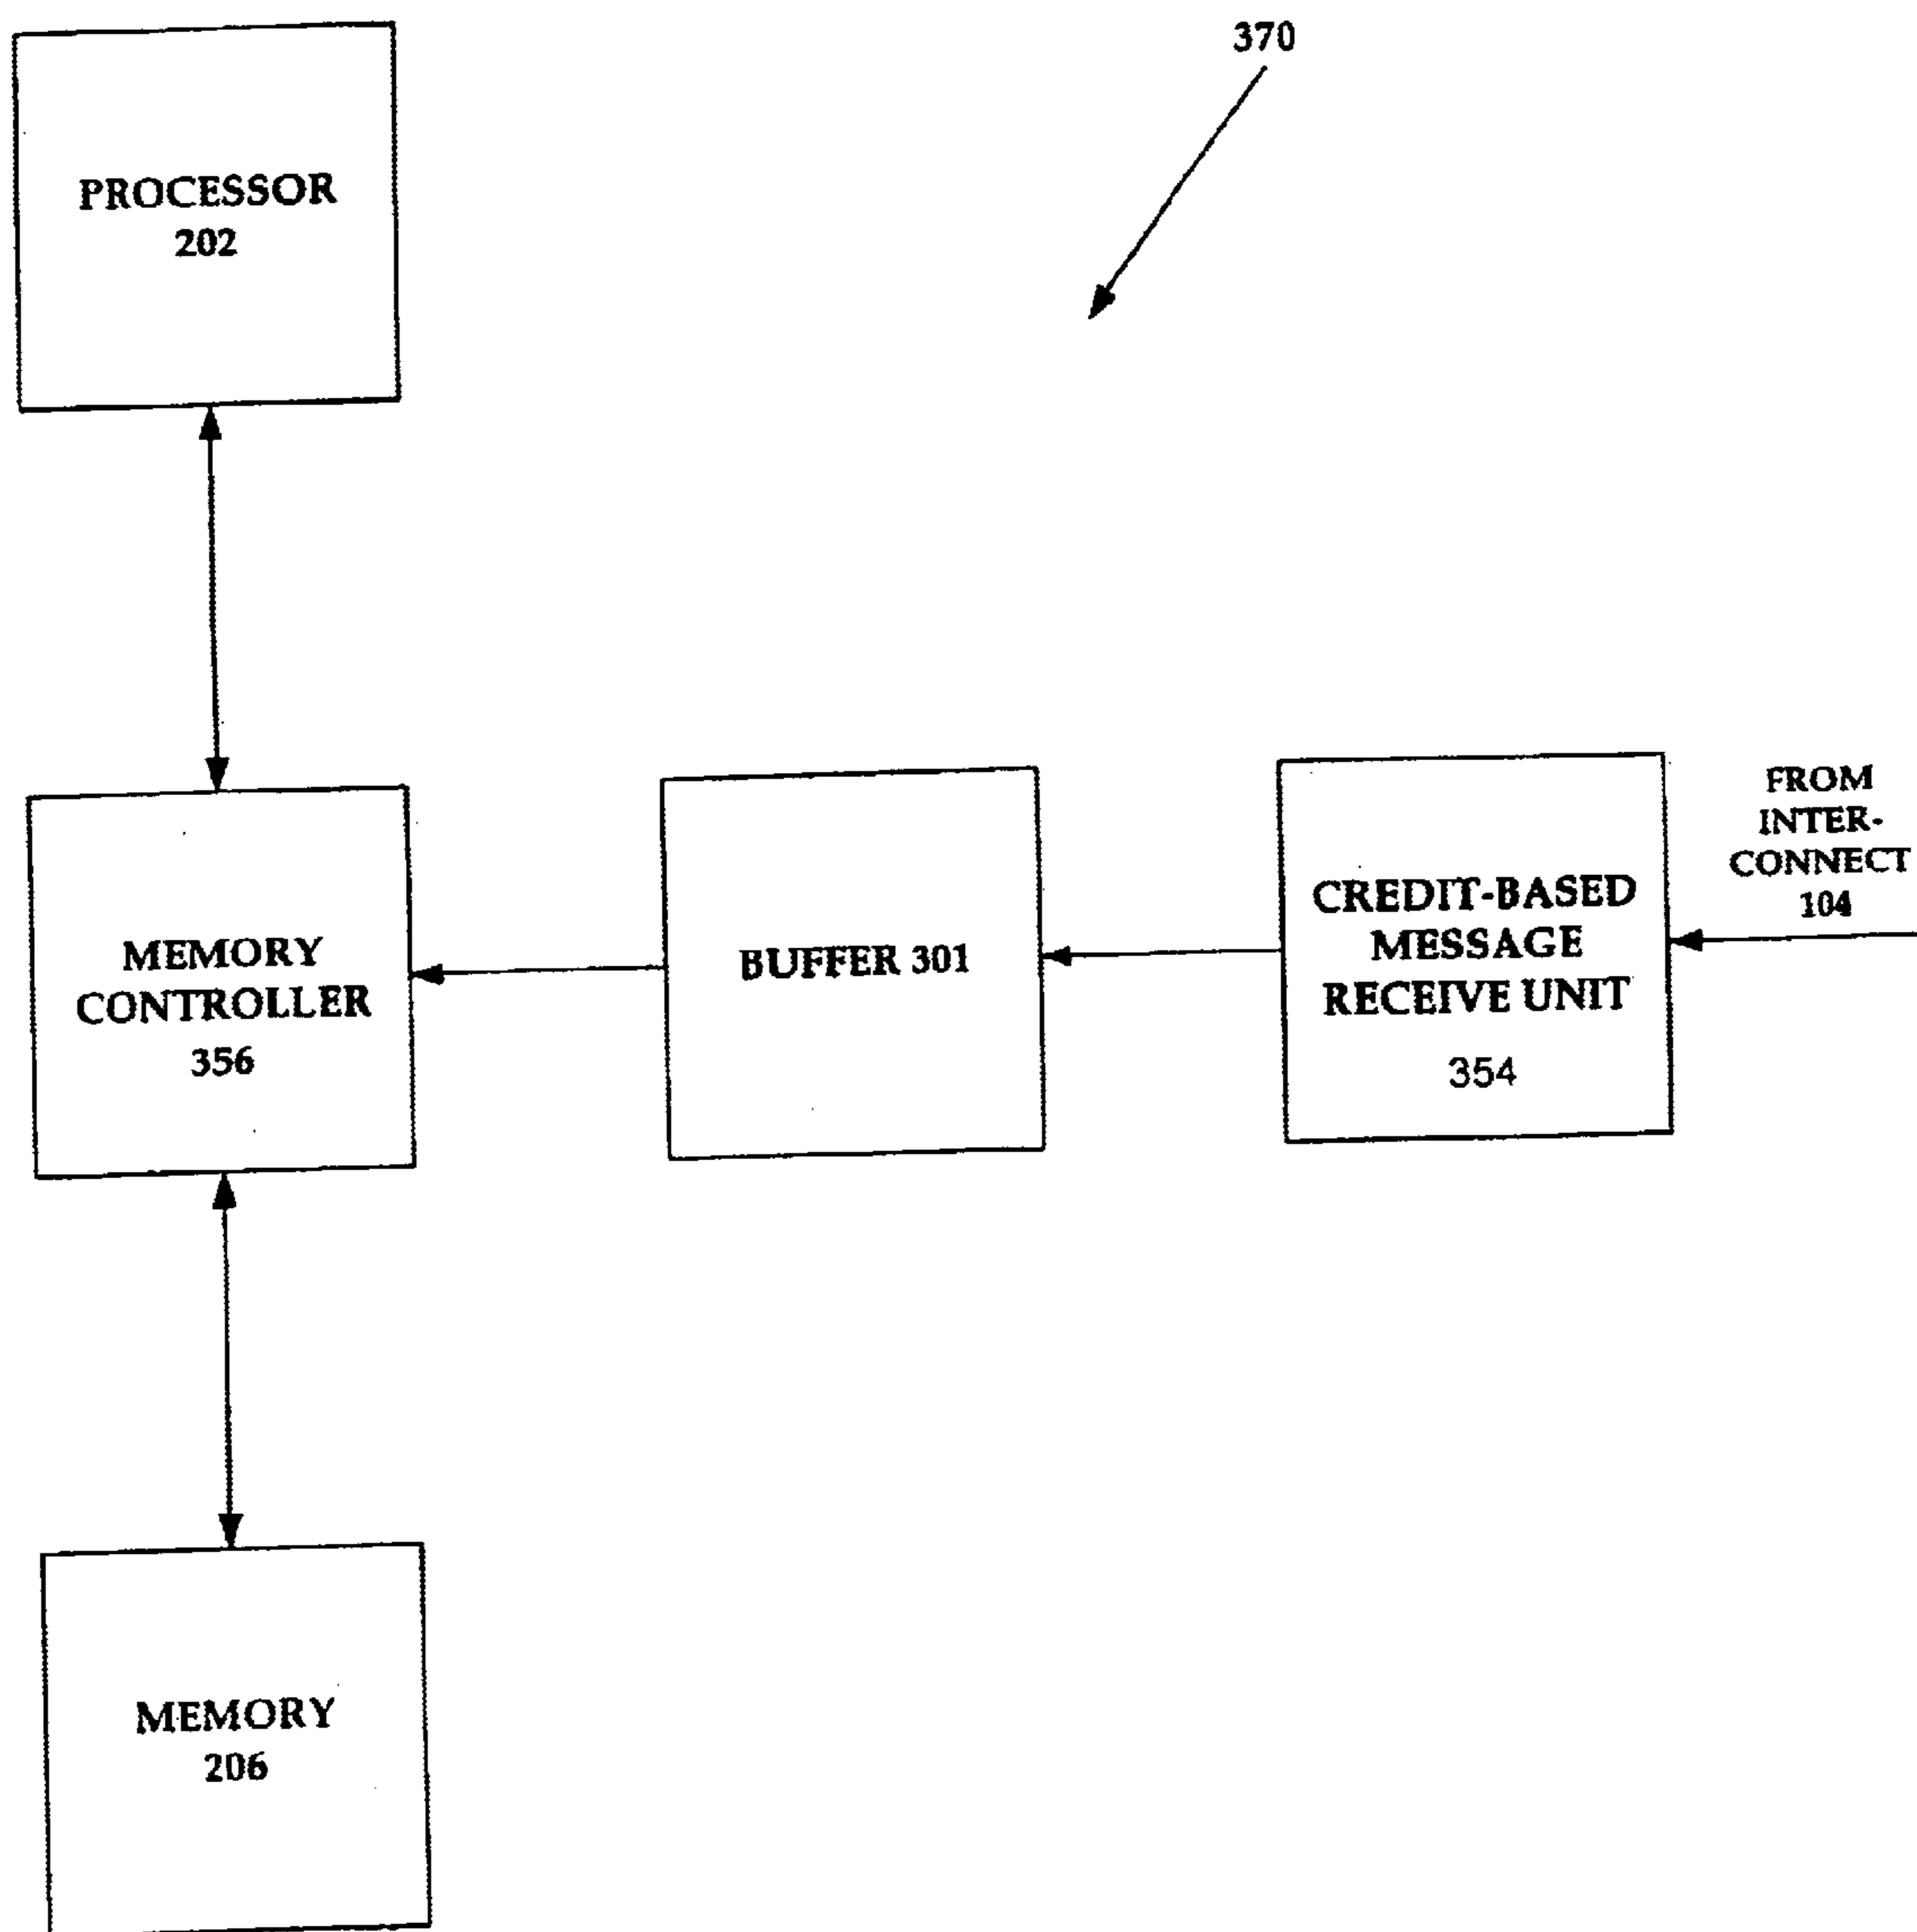 370
PROCESSOR
202
FROM
INTER-
CONNECT
104
MEMORY
CONTROLLER
356
BUFFER 301
CREDIT-BASED
MESSAGE
RECEIVE UNIT
354
MEMORY
206